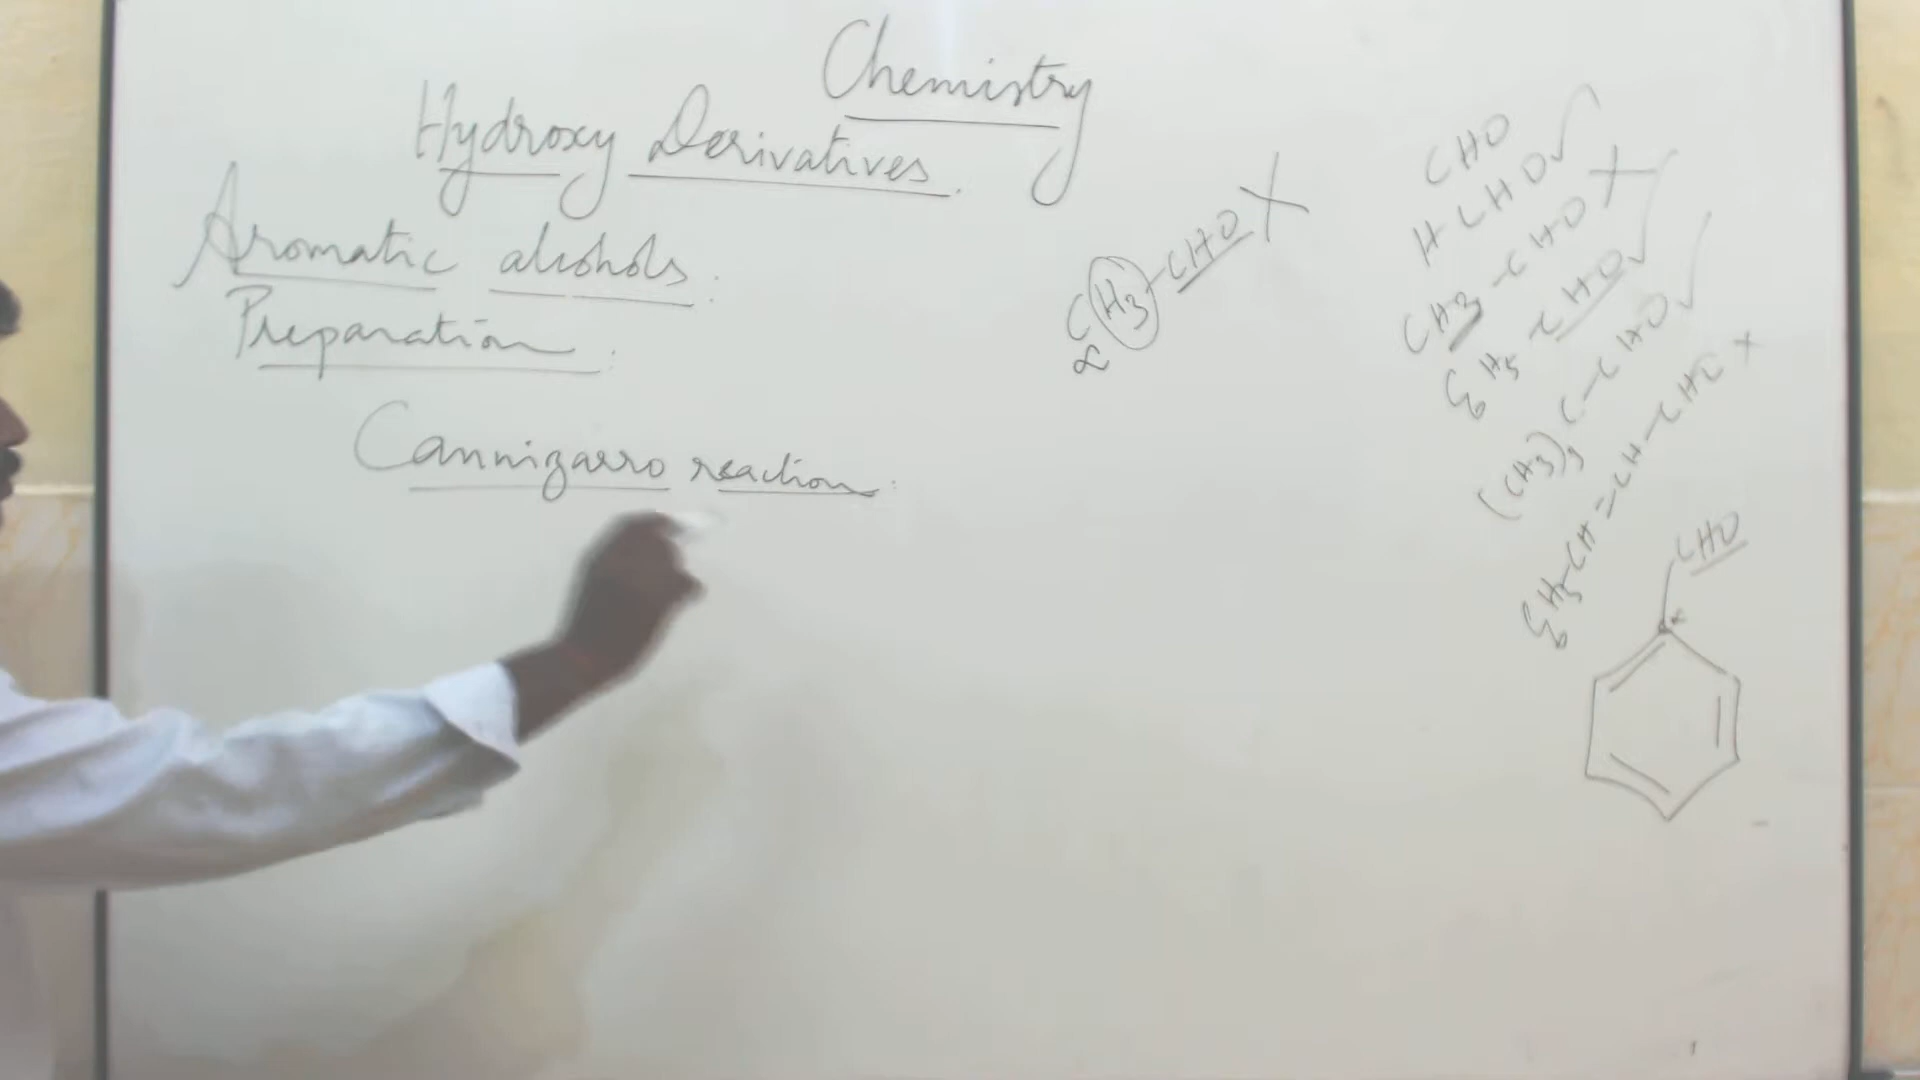 Chemistry
Hydroxy Derivatives.
Aromatic alcohols:
Preparation:
Cannizarro reaction:
CH3-CHO X
α
CHO
HCHO ✓
CH3-CHO X
C6H5-CHO ✓
(CH3)3C-CHO ✓
C6H5-CH=CH-CHO X
CHO
α